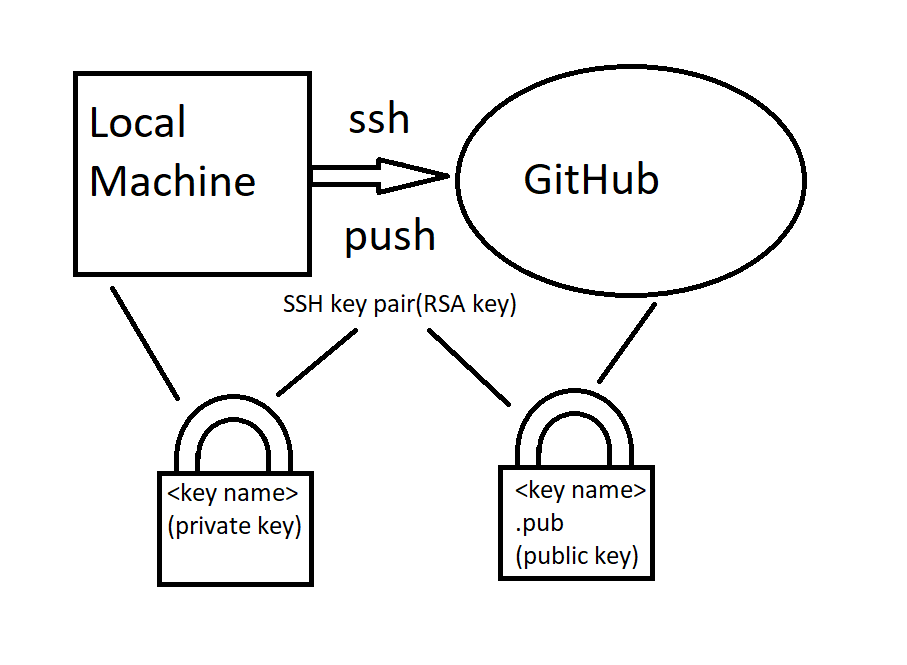 Local
Machine
ssh
push
GitHub
SSH key pair(RSA key)
<key name>
(private key)
<key name>
.pub
(public key)